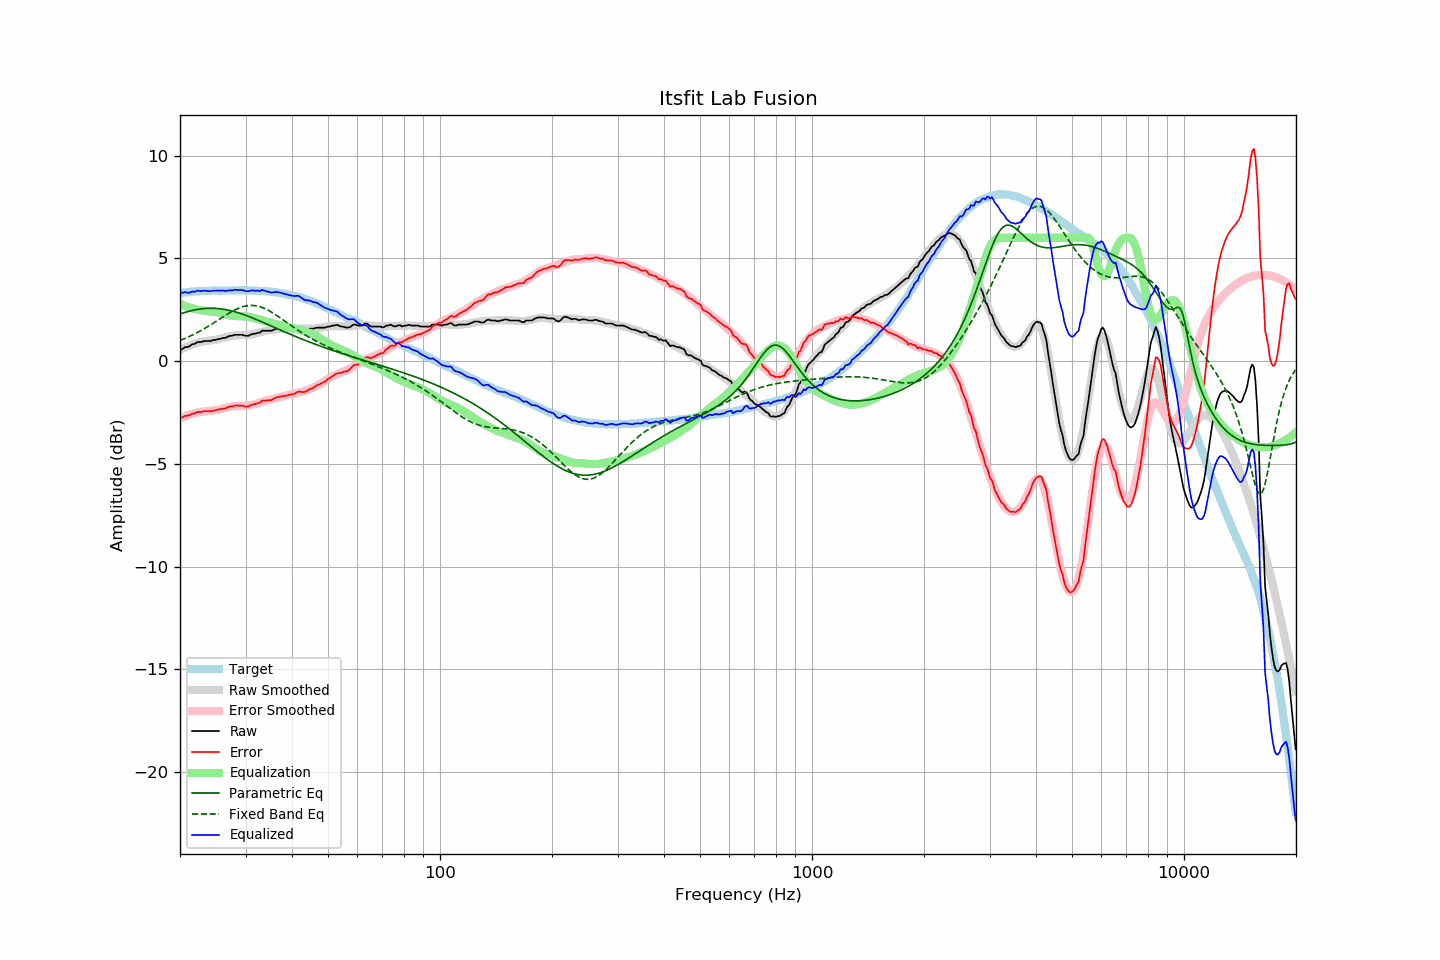 Itsfit Lab Fusion
Amplitude (dBr)
10
5
0
−5
−10
−15
−20
Target
Raw Smoothed
Error Smoothed
Raw
Error
Equalization
Parametric Eq
Fixed Band Eq
Equalized
100 1000 10000
Frequency (Hz)